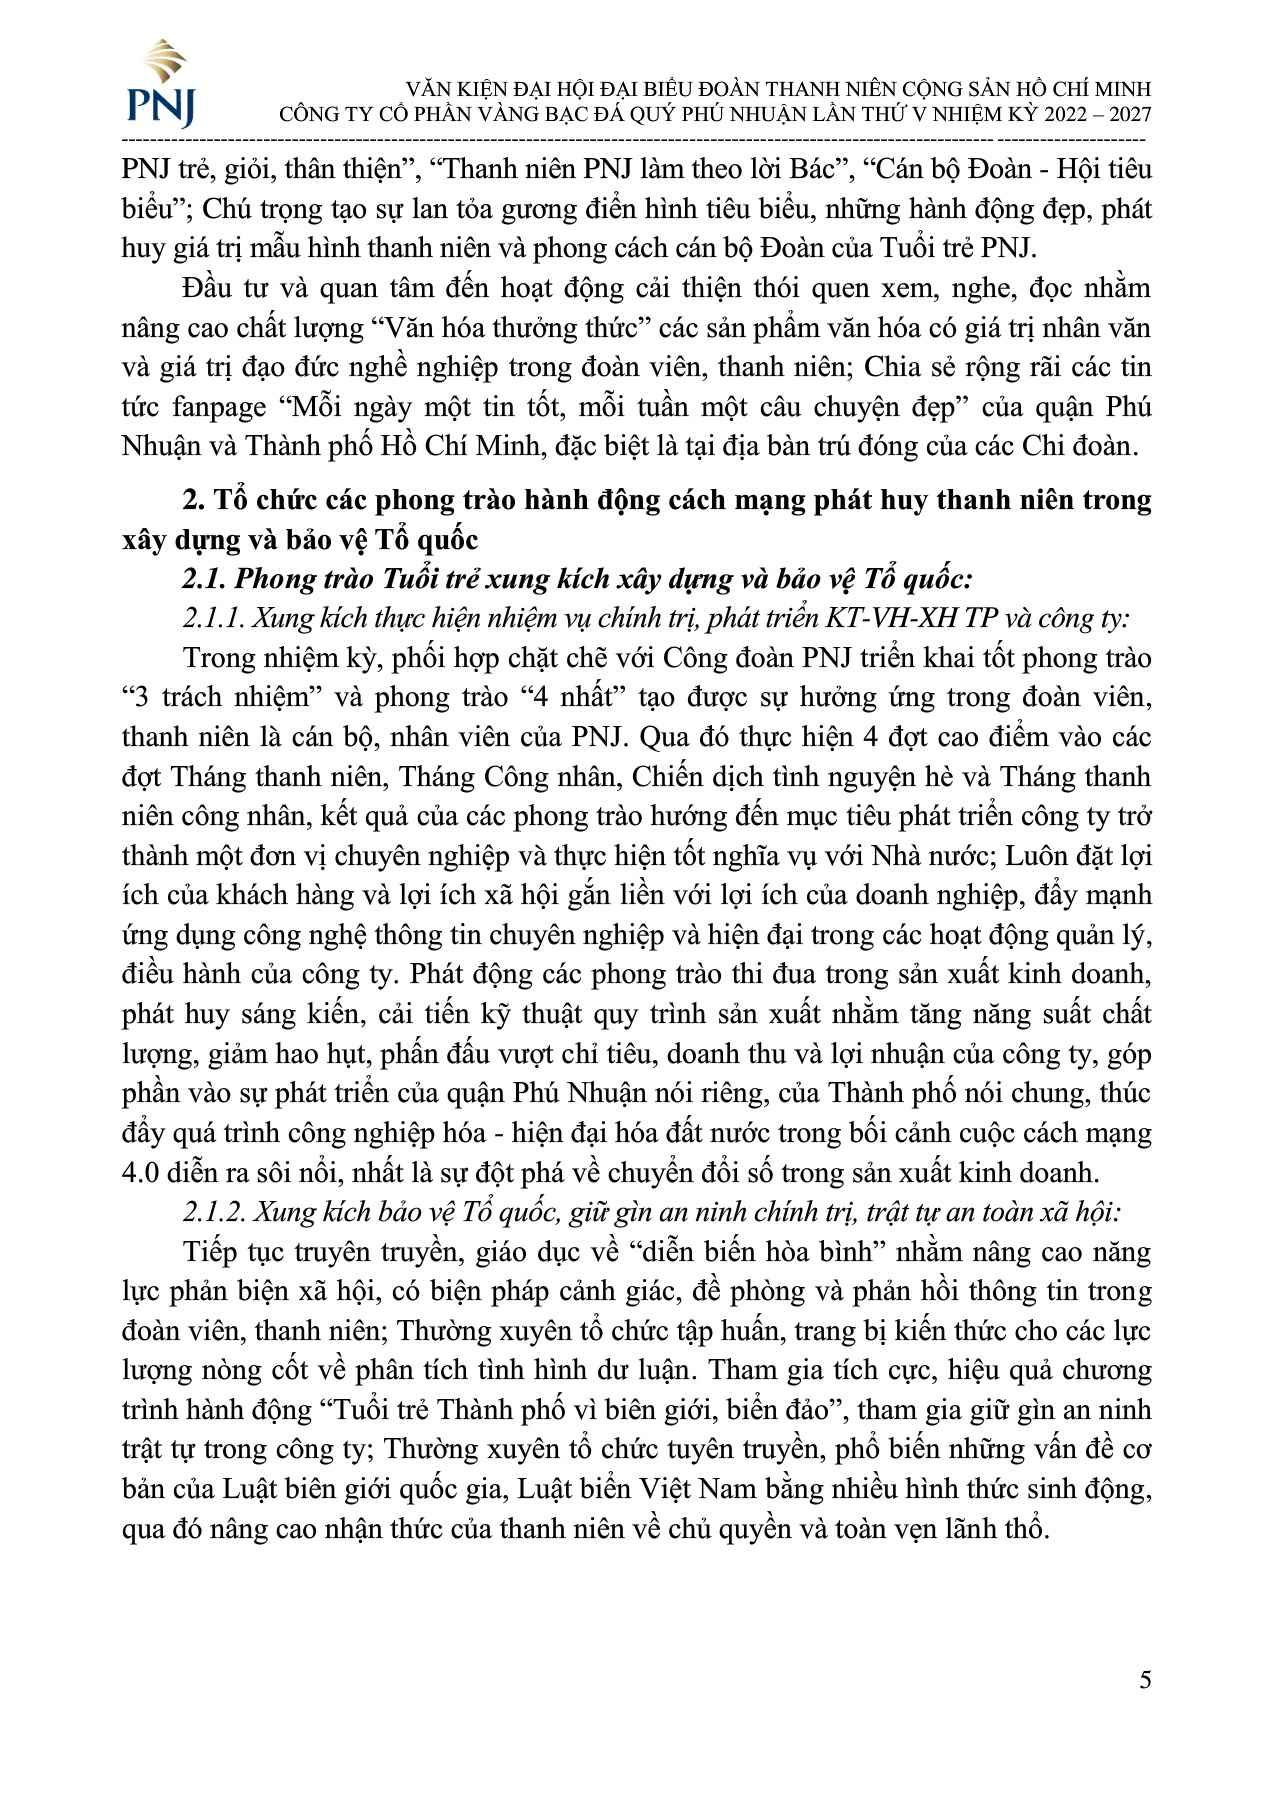 PNJ
VĂN KIỆN ĐẠI HỘI ĐẠI BIỂU ĐOÀN THANH NIÊN CỘNG SẢN HỒ CHÍ MINH
CÔNG TY CỔ PHẦN VÀNG BẠC ĐÁ QUÝ PHÚ NHUẬN LẦN THỨ V NHIỆM KỲ 2022 – 2027
PNJ trẻ, giỏi, thân thiện”, “Thanh niên PNJ làm theo lời Bác”, “Cán bộ Đoàn - Hội tiêu
biểu”; Chú trọng tạo sự lan tỏa gương điển hình tiêu biểu, những hành động đẹp, phát
huy giá trị mẫu hình thanh niên và phong cách cán bộ Đoàn của Tuổi trẻ PNJ.
Đầu tư và quan tâm đến hoạt động cải thiện thói quen xem, nghe, đọc nhằm
nâng cao chất lượng “Văn hóa thưởng thức” các sản phẩm văn hóa có giá trị nhân văn
và giá trị đạo đức nghề nghiệp trong đoàn viên, thanh niên; Chia sẻ rộng rãi các tin
tức fanpage “Mỗi ngày một tin tốt, mỗi tuần một câu chuyện đẹp” của quận Phú
Nhuận và Thành phố Hồ Chí Minh, đặc biệt là tại địa bàn trú đóng của các Chi đoàn.
2. Tổ chức các phong trào hành động cách mạng phát huy thanh niên trong
xây dựng và bảo vệ Tổ quốc
2.1. Phong trào Tuổi trẻ xung kích xây dựng và bảo vệ Tổ quốc:
2.1.1. Xung kích thực hiện nhiệm vụ chính trị, phát triển KT-VH-XH TP và công ty:
Trong nhiệm kỳ, phối hợp chặt chẽ với Công đoàn PNJ triển khai tốt phong trào
“3 trách nhiệm” và phong trào “4 nhất” tạo được sự hưởng ứng trong đoàn viên,
thanh niên là cán bộ, nhân viên của PNJ. Qua đó thực hiện 4 đợt cao điểm vào các
đợt Tháng thanh niên, Tháng Công nhân, Chiến dịch tình nguyện hè và Tháng thanh
niên công nhân, kết quả của các phong trào hướng đến mục tiêu phát triển công ty trở
thành một đơn vị chuyên nghiệp và thực hiện tốt nghĩa vụ với Nhà nước; Luôn đặt lợi
ích của khách hàng và lợi ích xã hội gắn liền với lợi ích của doanh nghiệp, đẩy mạnh
ứng dụng công nghệ thông tin chuyên nghiệp và hiện đại trong các hoạt động quản lý,
điều hành của công ty. Phát động các phong trào thi đua trong sản xuất kinh doanh,
phát huy sáng kiến, cải tiến kỹ thuật quy trình sản xuất nhằm tăng năng suất chất
lượng, giảm hao hụt, phấn đấu vượt chỉ tiêu, doanh thu và lợi nhuận của công ty, góp
phần vào sự phát triển của quận Phú Nhuận nói riêng, của Thành phố nói chung, thúc
đẩy quá trình công nghiệp hóa - hiện đại hóa đất nước trong bối cảnh cuộc cách mạng
4.0 diễn ra sôi nổi, nhất là sự đột phá về chuyển đổi số trong sản xuất kinh doanh.
2.1.2. Xung kích bảo vệ Tổ quốc, giữ gìn an ninh chính trị, trật tự an toàn xã hội:
Tiếp tục truyên truyền, giáo dục về “diễn biến hòa bình” nhằm nâng cao năng
lực phản biện xã hội, có biện pháp cảnh giác, đề phòng và phản hồi thông tin trong
đoàn viên, thanh niên; Thường xuyên tổ chức tập huấn, trang bị kiến thức cho các lực
lượng nòng cốt về phân tích tình hình dư luận. Tham gia tích cực, hiệu quả chương
trình hành động “Tuổi trẻ Thành phố vì biên giới, biển đảo”, tham gia giữ gìn an ninh
trật tự trong công ty; Thường xuyên tổ chức tuyên truyền, phổ biến những vấn đề cơ
bản của Luật biên giới quốc gia, Luật biển Việt Nam bằng nhiều hình thức sinh động,
qua đó nâng cao nhận thức của thanh niên về chủ quyền và toàn vẹn lãnh thổ.
5